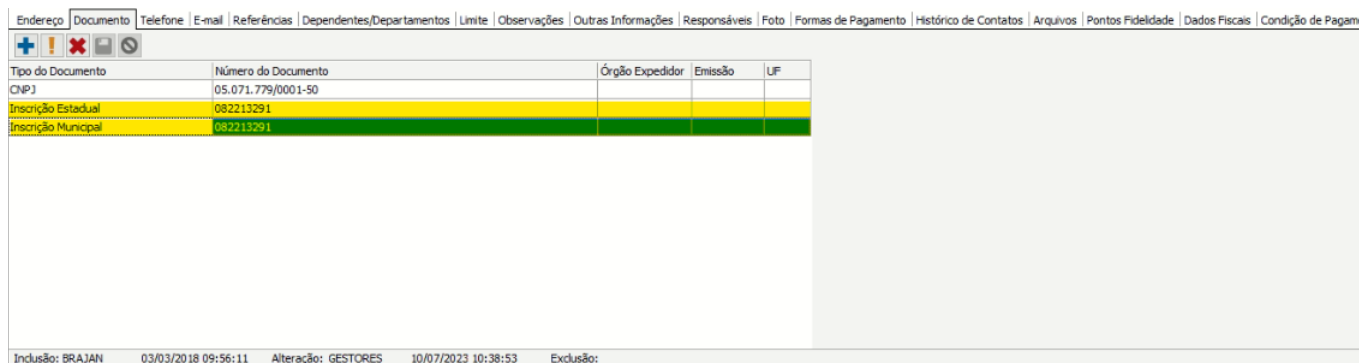 Endereço Documento Telefone E-mail Referências Dependentes/Departamentos Limite Observações Outras Informações Responsáveis Foto Formas de Pagamento Histórico de Contatos Arquivos Pontos Fidelidade Dados Fiscais Condição de Pagam
Tipo do Documento Número do Documento Órgão Expedidor Emissão UF
CNPJ 05.071.779/0001-50
Inscrição Estadual 082213291
Inscrição Municipal 082213291
Inclusão: BRAJAN 03/03/2018 09:56:11 Alteração: GESTORES 10/07/2023 10:38:53 Exclusão: